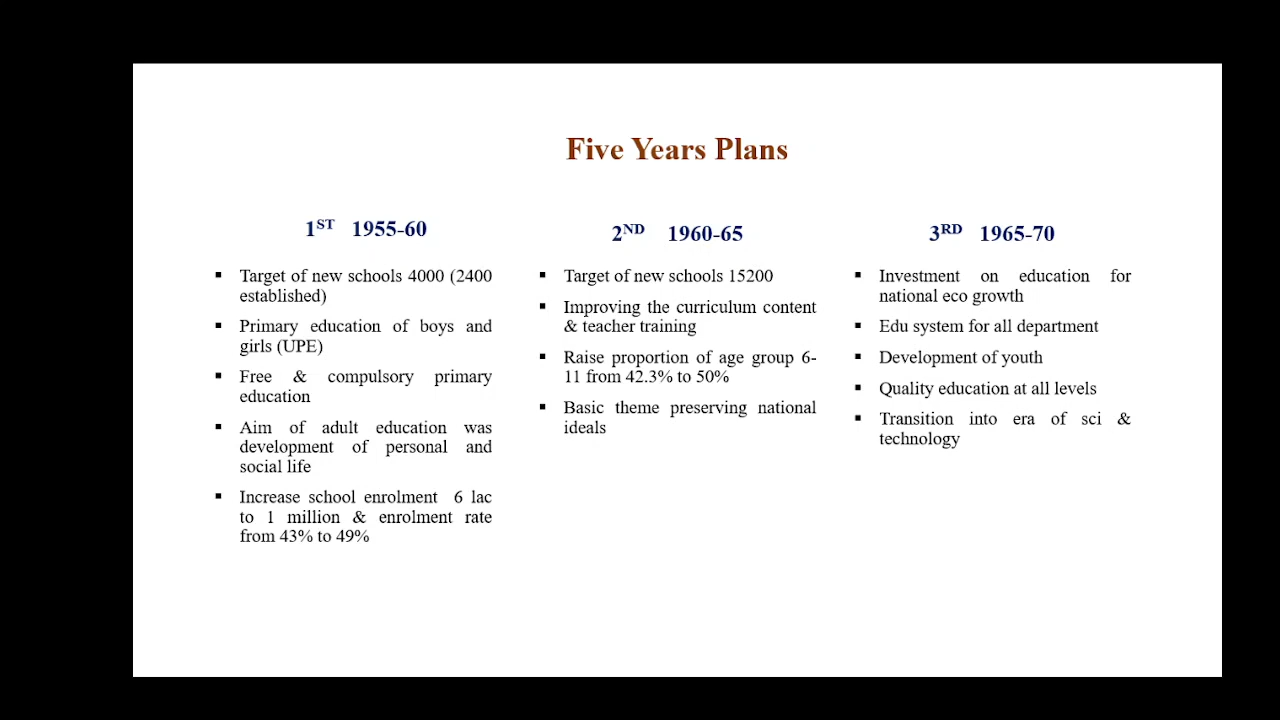 Five Years Plans
1ST 1955-60
Target of new schools 4000 (2400
established)
Primary education of boys and
girls (UPE)
Free & compulsory primary
education
Aim of adult education was
development of personal and
social life
Increase school enrolment 6 lac
to 1 million & enrolment rate
from 43% to 49%
2ND 1960-65
Target of new schools 15200
Improving the curriculum content
& teacher training
Raise proportion of age group 6-
11 from 42.3% to 50%
Basic theme preserving national
ideals
3RD 1965-70
Investment on education for
national eco growth
Edu system for all department
Development of youth
Quality education at all levels
Transition into era of sci &
technology